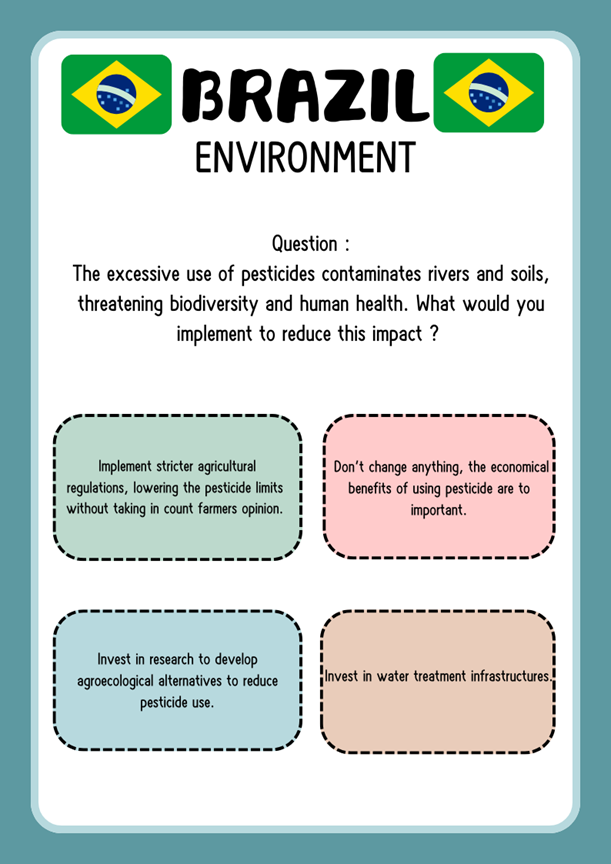 BRAZIL
ENVIRONMENT
Question :
The excessive use of pesticides contaminates rivers and soils,
threatening biodiversity and human health. What would you
implement to reduce this impact ?
Implement stricter agricultural
regulations, lowering the pesticide limits
without taking in count farmers opinion.
Don't change anything, the economical
benefits of using pesticide are to
important.
Invest in research to develop
agroecological alternatives to reduce
pesticide use.
Invest in water treatment infrastructures.